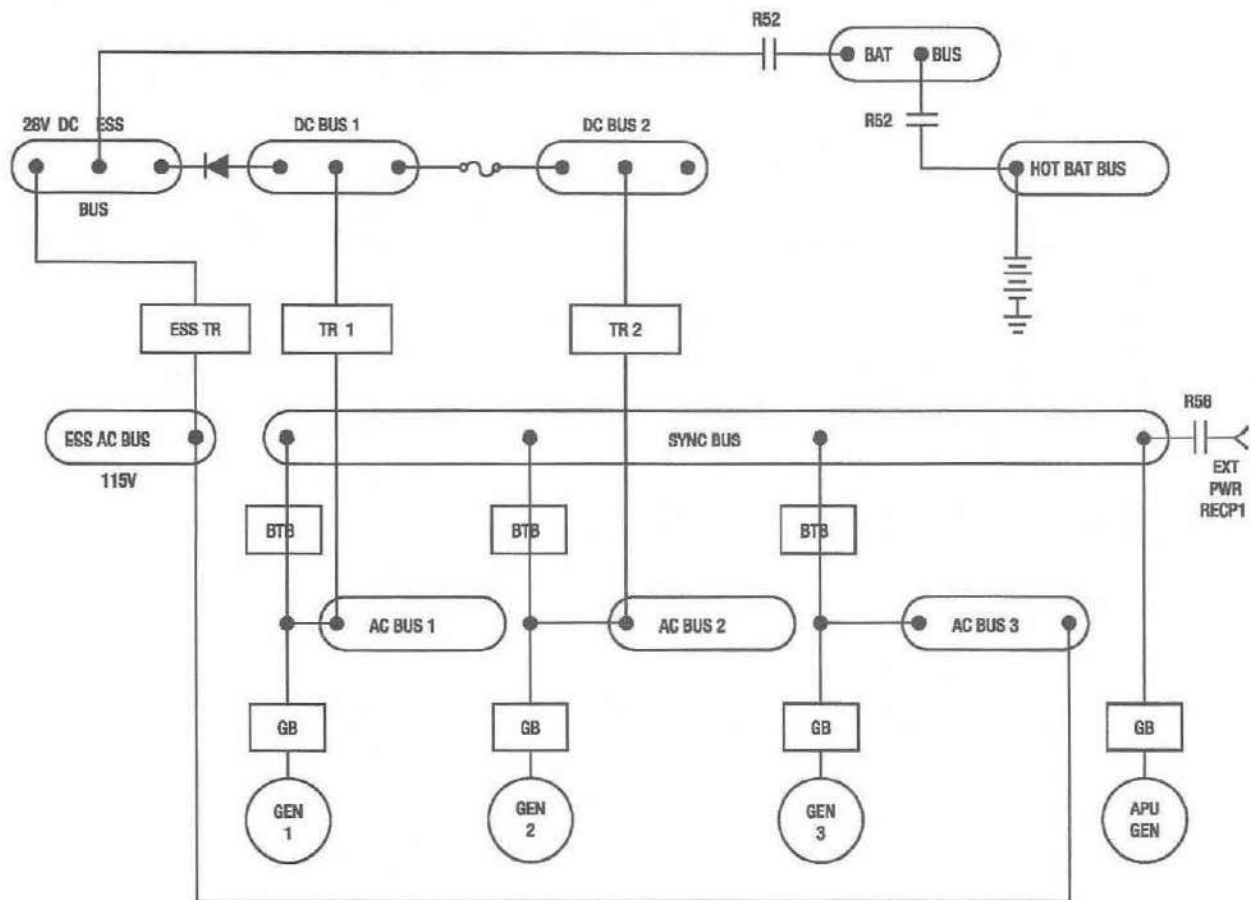 R52
BAT BUS
R52
28V DC ESS
BUS
DC BUS 1
DC BUS 2
HOT BAT BUS
ESS TR
TR 1
TR 2
ESS AC BUS
115V
SYNC BUS
R56
EXT
PWR
RECP1
BTB
BTB
BTB
AC BUS 1
AC BUS 2
AC BUS 3
GB
GB
GB
GB
GEN
1
GEN
2
GEN
3
APU
GEN